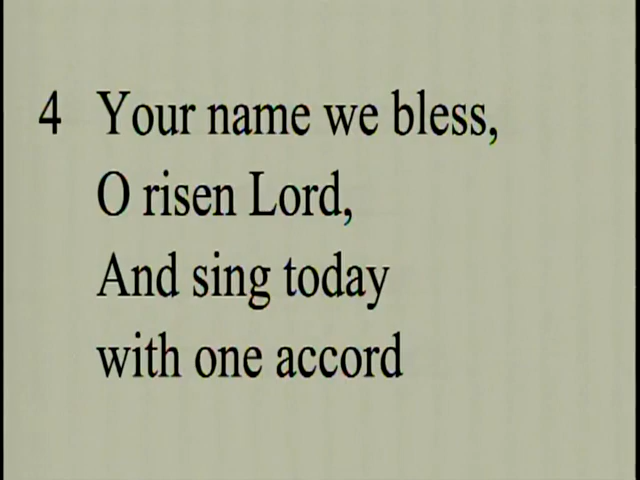 4 Your name we bless,
O risen Lord,
And sing today
with one accord